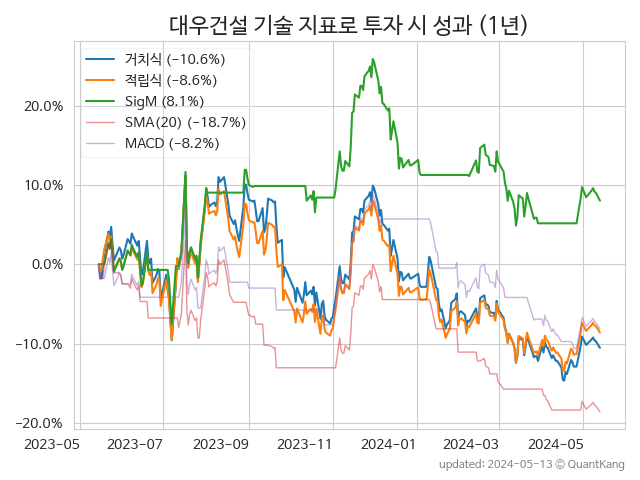 대우건설 기술 지표로 투자 시 성과 (1년)
거치식 (−10.6%)
적립식 (−8.6%)
SigM (8.1%)
SMA(20) (−18.7%)
MACD (−8.2%)
20.0%
10.0%
0.0%
−10.0%
−20.0%
2023-05 2023-07 2023-09 2023-11 2024-01 2024-03 2024-05
updated: 2024-05-13 © QuantKang